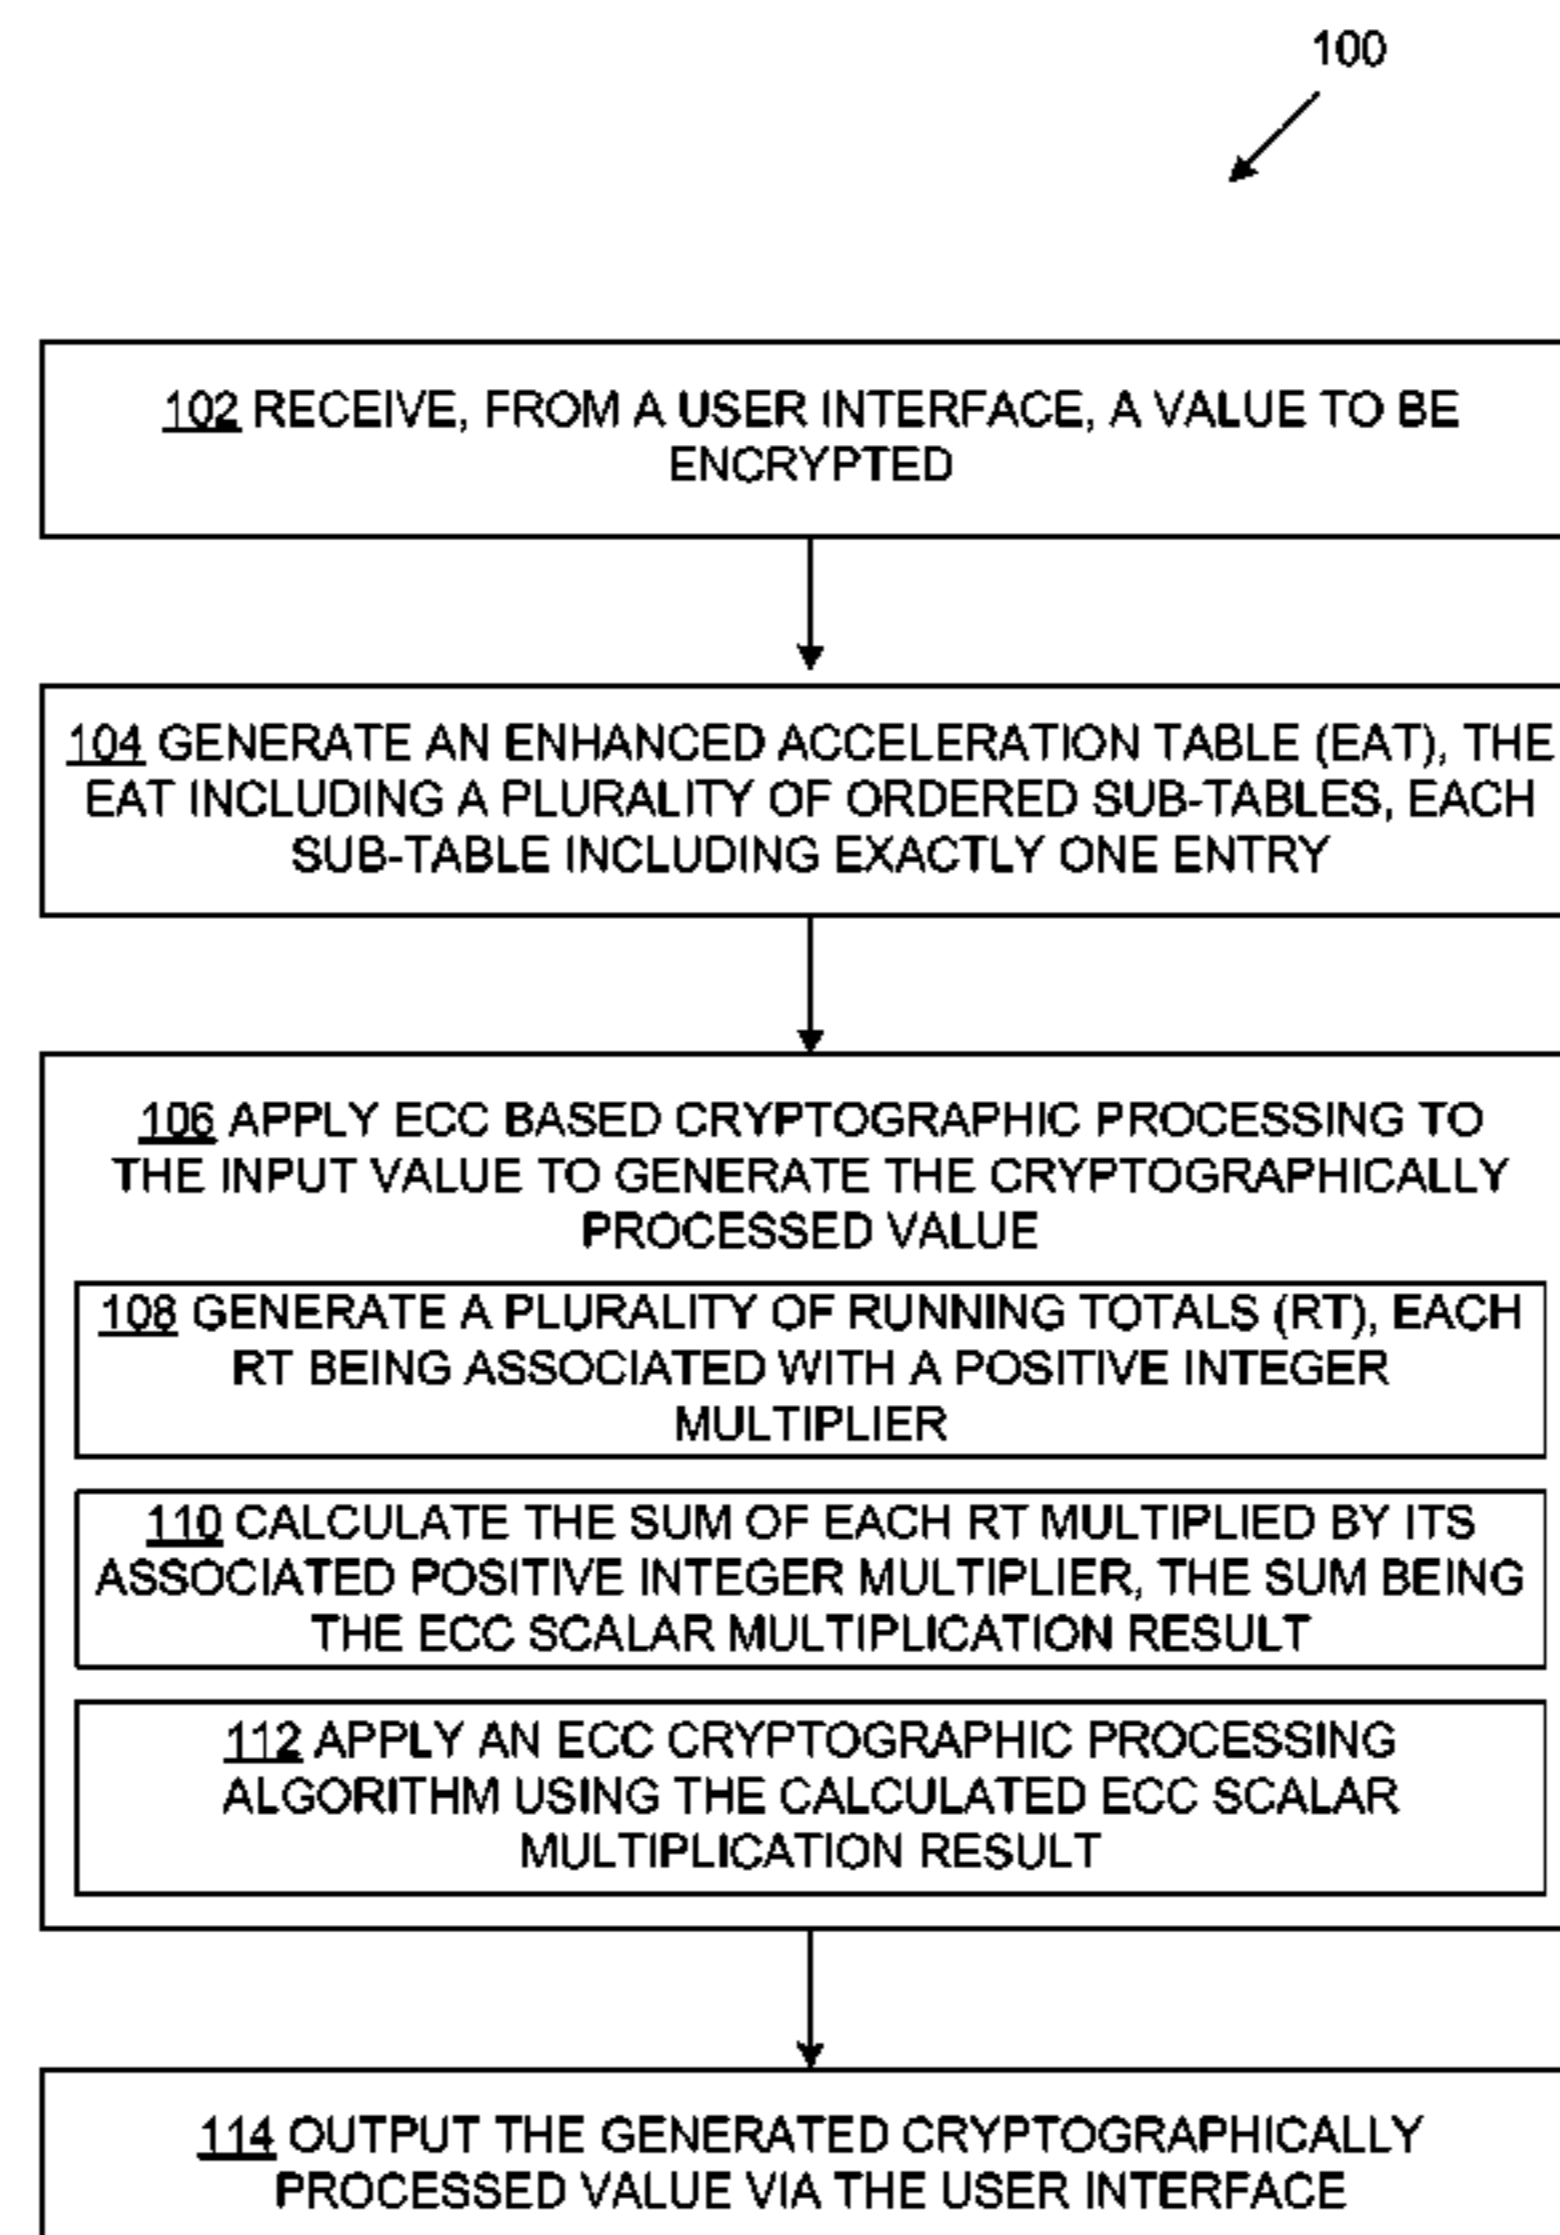 100
102 RECEIVE, FROM A USER INTERFACE, A VALUE TO BE
ENCRYPTED
104 GENERATE AN ENHANCED ACCELERATION TABLE (EAT), THE
EAT INCLUDING A PLURALITY OF ORDERED SUB-TABLES, EACH
SUB-TABLE INCLUDING EXACTLY ONE ENTRY
106 APPLY ECC BASED CRYPTOGRAPHIC PROCESSING TO
THE INPUT VALUE TO GENERATE THE CRYPTOGRAPHICALLY
PROCESSED VALUE
108 GENERATE A PLURALITY OF RUNNING TOTALS (RT), EACH
RT BEING ASSOCIATED WITH A POSITIVE INTEGER
MULTIPLIER
110 CALCULATE THE SUM OF EACH RT MULTIPLIED BY ITS
ASSOCIATED POSITIVE INTEGER MULTIPLIER, THE SUM BEING
THE ECC SCALAR MULTIPLICATION RESULT
112 APPLY AN ECC CRYPTOGRAPHIC PROCESSING
ALGORITHM USING THE CALCULATED ECC SCALAR
MULTIPLICATION RESULT
114 OUTPUT THE GENERATED CRYPTOGRAPHICALLY
PROCESSED VALUE VIA THE USER INTERFACE